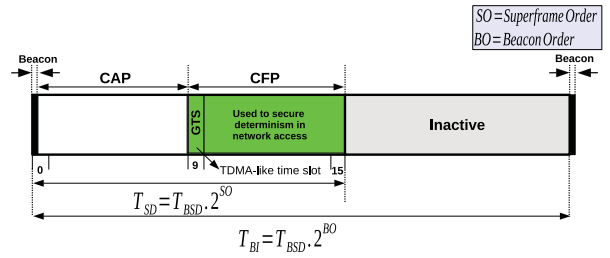 SO=Superframe Order
BO=Beacon Order
Beacon
CAP
CFP
Beacon
GTS
Used to secure
determinism in
network access
Inactive
0
9
TDMA-like time slot
15
T_SD=T_BSD.2^SO
T_BI=T_BSD.2^BO